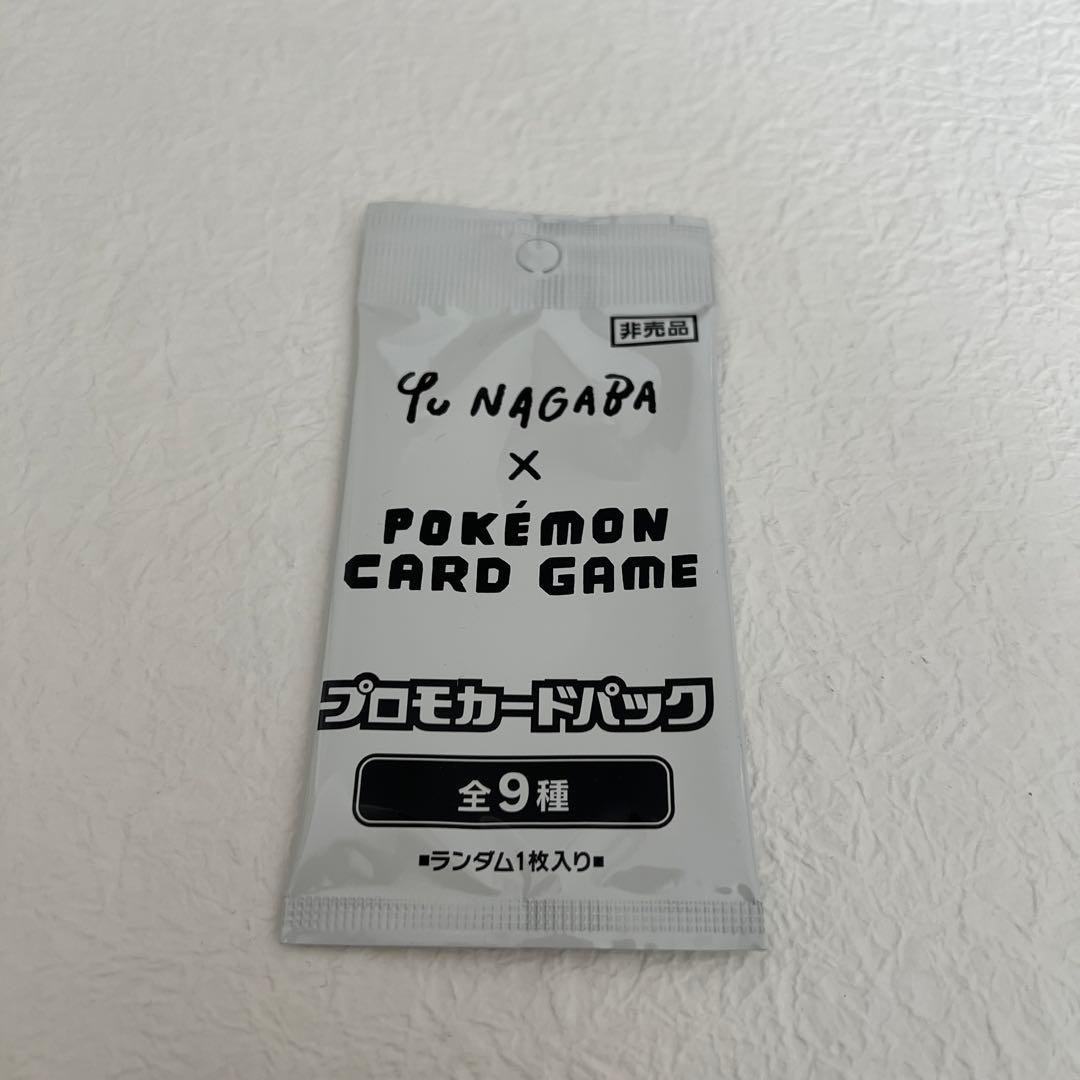 非売品
Yu NAGABA
×
POKÉMON
CARD GAME
プロモカードパック
全9種
■ランダム1枚入り■